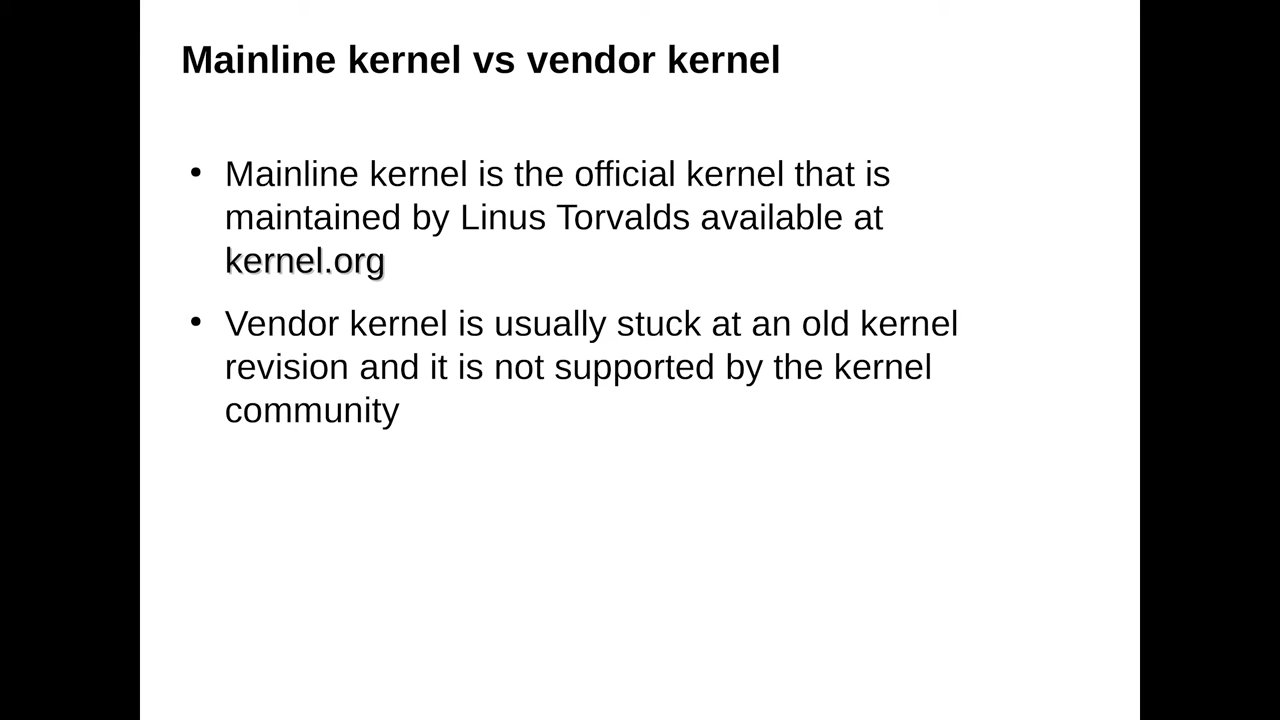 Mainline kernel vs vendor kernel
• Mainline kernel is the official kernel that is
maintained by Linus Torvalds available at
kernel.org
• Vendor kernel is usually stuck at an old kernel
revision and it is not supported by the kernel
community